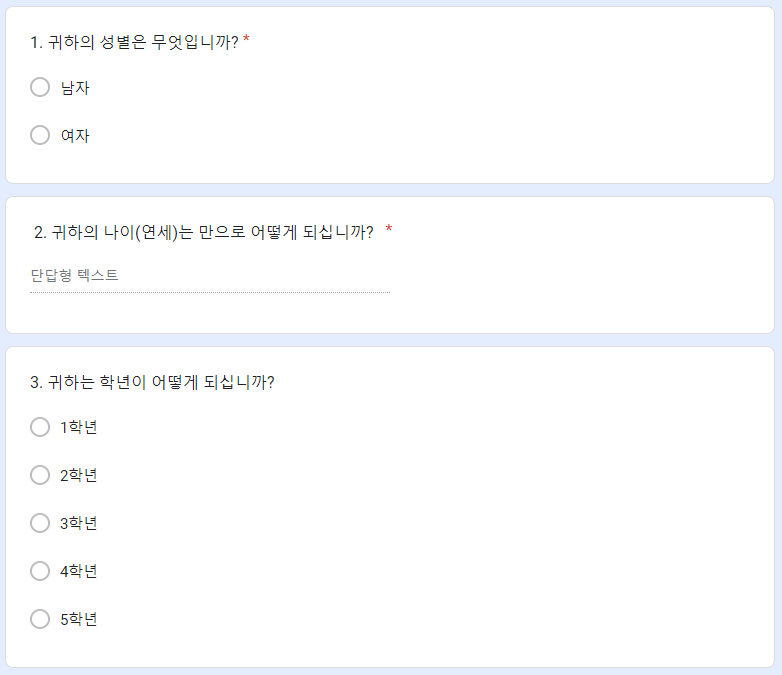 1. 귀하의 성별은 무엇입니까? *
남자
여자
2. 귀하의 나이(연세)는 만으로 어떻게 되십니까? *
단답형 텍스트
3. 귀하는 학년이 어떻게 되십니까?
1학년
2학년
3학년
4학년
5학년